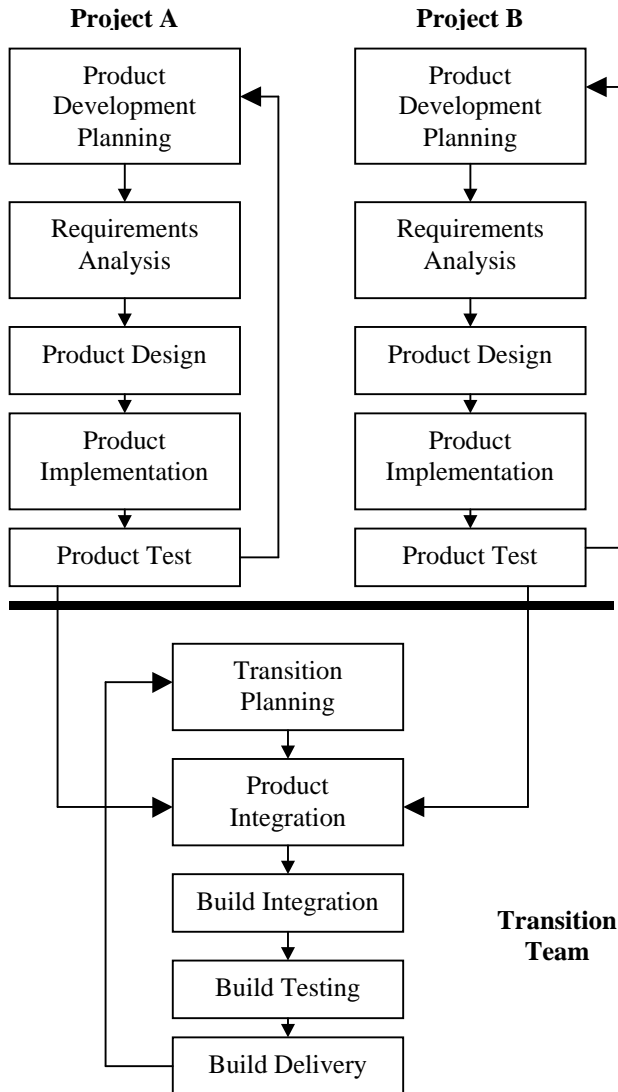 Project A
Product
Development
Planning
Requirements
Analysis
Product Design
Product
Implementation
Product Test
Project B
Product
Development
Planning
Requirements
Analysis
Product Design
Product
Implementation
Product Test
Transition
Planning
Product
Integration
Build Integration
Build Testing
Build Delivery
Transition
Team